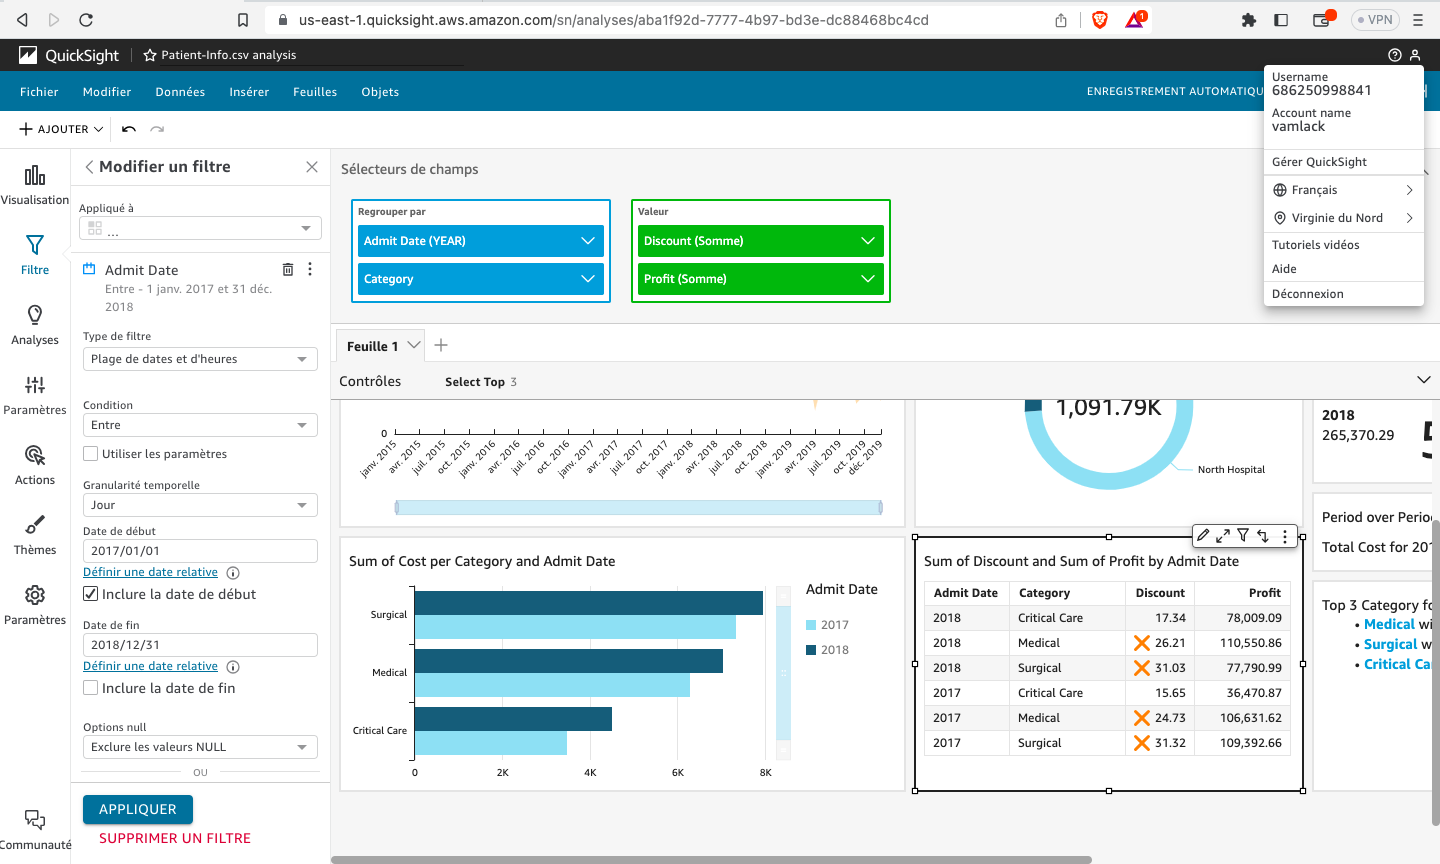 us-east-1.quicksight.aws.amazon.com/sn/analyses/aba1f92d-7777-4b97-bd3e-dc88468bc4cd
1
VPN
QuickSight
Patient-Info.csv analysis
Fichier
Modifier
Données
Insérer
Feuilles
Objets
ENREGISTREMENT AUTOMATIQU
Username
686250998841
Account name
vamlack
Gérer QuickSight
Français
Virginie du Nord
Tutoriels vidéos
Aide
Déconnexion
AJOUTER
Visualisation
Filtre
Analyses
Paramètres
Actions
Thèmes
Paramètres
Communauté
Modifier un filtre
Appliqué à
...
Admit Date
Entre - 1 janv. 2017 et 31 déc.
2018
Type de filtre
Plage de dates et d'heures
Condition
Entre
Utiliser les paramètres
Granularité temporelle
Jour
Date de début
2017/01/01
Définir une date relative
Inclure la date de début
Date de fin
2018/12/31
Définir une date relative
Inclure la date de fin
Options null
Exclure les valeurs NULL
OU
APPLIQUER
SUPPRIMER UN FILTRE
Sélecteurs de champs
Regrouper par
Admit Date (YEAR)
Category
Valeur
Discount (Somme)
Profit (Somme)
Feuille 1
Contrôles
Select Top 3
0
janv. 2015
avr. 2015
juil. 2015
oct. 2015
janv. 2016
avr. 2016
juil. 2016
oct. 2016
janv. 2017
avr. 2017
juil. 2017
oct. 2017
janv. 2018
avr. 2018
juil. 2018
oct. 2018
janv. 2019
avr. 2019
juil. 2019
oct. 2019
déc. 2019
1,091.79K
North Hospital
2018
265,370.29
Period over Perio
Total Cost for 201
Sum of Cost per Category and Admit Date
Surgical
Medical
Critical Care
0
2K
4K
6K
8K
Admit Date
2017
2018
Sum of Discount and Sum of Profit by Admit Date
Admit Date Category Discount Profit
2018 Critical Care 17.34 78,009.09
2018 Medical 26.21 110,550.86
2018 Surgical 31.03 77,790.99
2017 Critical Care 15.65 36,470.87
2017 Medical 24.73 106,631.62
2017 Surgical 31.32 109,392.66
Top 3 Category fo
• Medical wi
• Surgical w
• Critical Ca